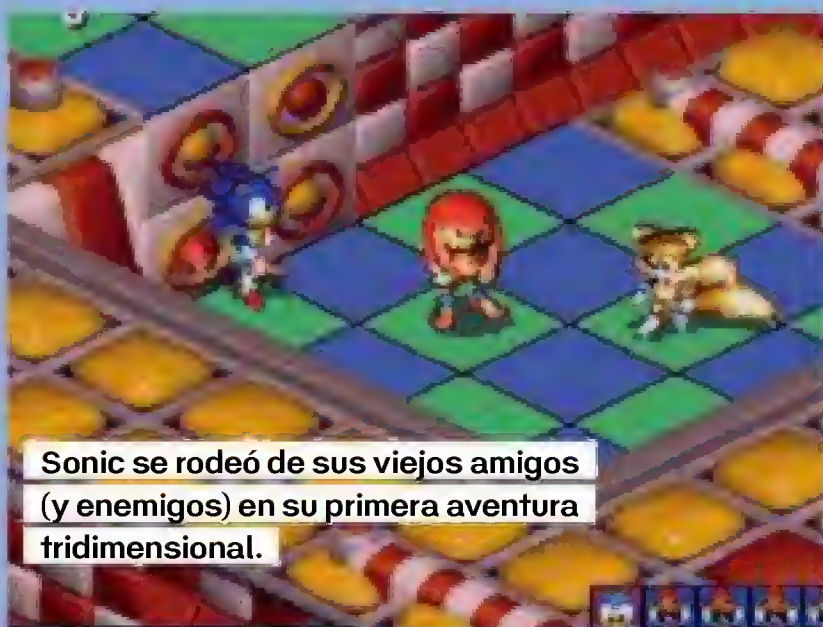 Sonic se rodeó de sus viejos amigos
(y enemigos) en su primera aventura
tridimensional.